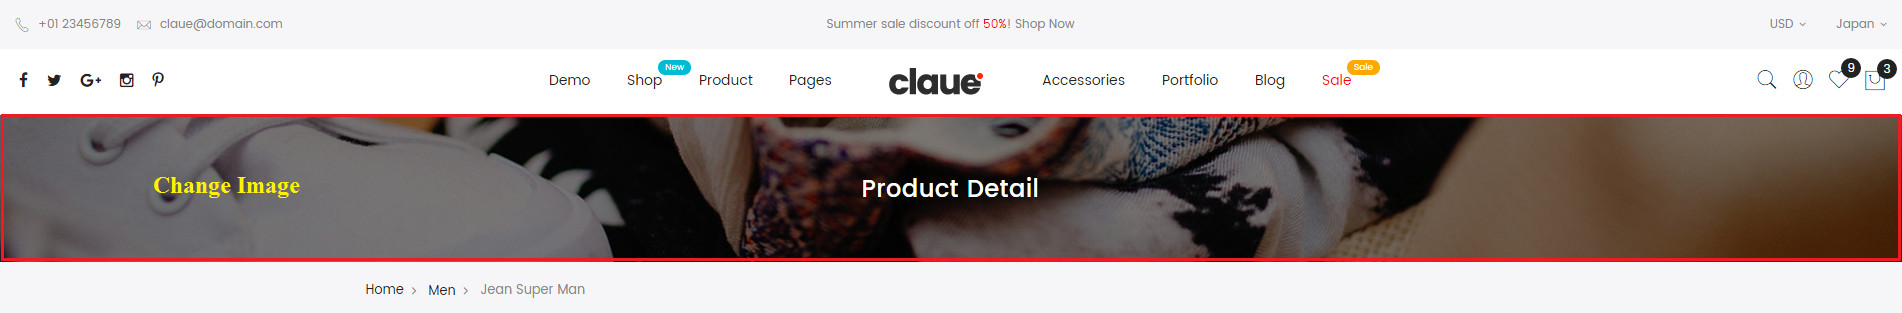 +01 23456789 claue@domain.com Summer sale discount off 50%! Shop Now USD Japan
Demo Shop New Product Pages claue Accessories Portfolio Blog Sale Sale 9 3
Change Image
Product Detail
Home > Men > Jean Super Man